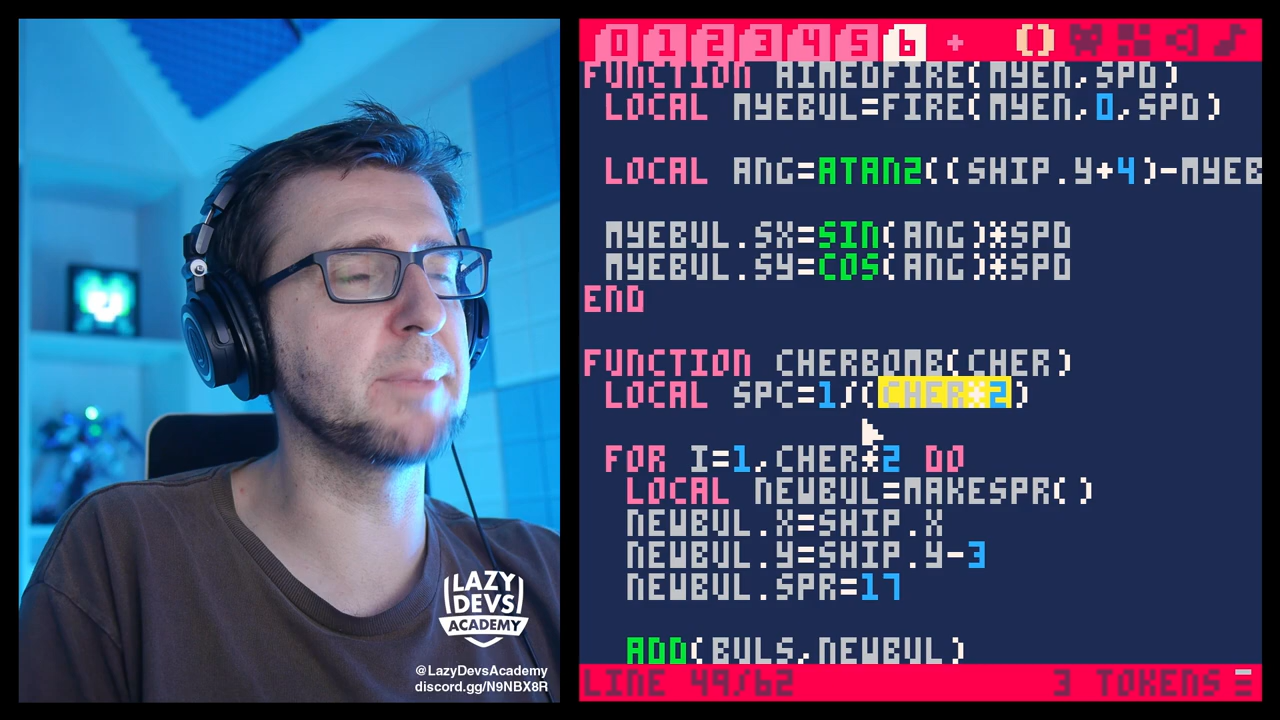 0 1 2 3 4 5 6 +
FUNCTION AIMEDFIRE(MYEN,SPD)
LOCAL MYEBUL=FIRE(MYEN,0,SPD)
LOCAL ANG=ATAN2((SHIP.Y+4)-MYEB
MYEBUL.SX=SIN(ANG)*SPD
MYEBUL.SY=COS(ANG)*SPD
END
FUNCTION CHERBOMB(CHER)
LOCAL SPC=1/(CHER*2)
FOR I=1,CHER*2 DO
LOCAL NEWBUL=MAKESPR()
NEWBUL.X=SHIP.X
NEWBUL.Y=SHIP.Y-3
NEWBUL.SPR=17
ADD(BULS,NEWBUL)
LINE 49/62 3 TOKENS
LAZY
DEVS
ACADEMY
@LazyDevsAcademy
discord.gg/N9NBX8R